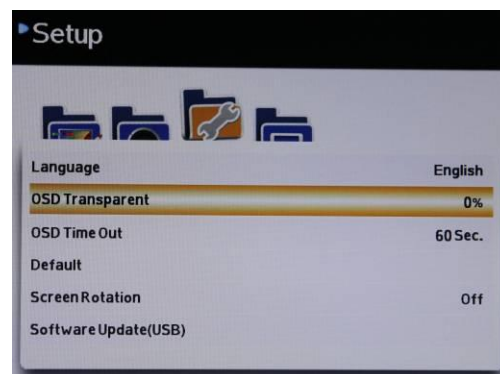 Setup
Language English
OSD Transparent 0%
OSD Time Out 60 Sec.
Default
Screen Rotation Off
Software Update(USB)